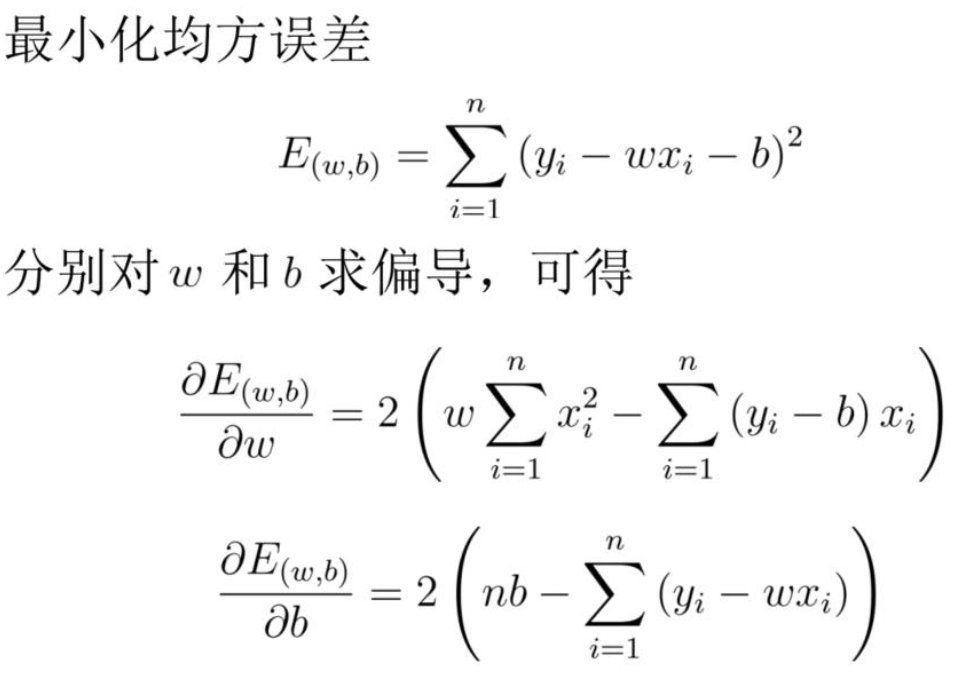 最小化均方误差
$E_{(w,b)} = \sum_{i=1}^{n} (y_i - wx_i - b)^2$
分别对 w 和 b 求偏导，可得
$\frac{\partial E_{(w,b)}}{\partial w} = 2 \left( w \sum_{i=1}^{n} x_i^2 - \sum_{i=1}^{n} (y_i - b) x_i \right)$
$\frac{\partial E_{(w,b)}}{\partial b} = 2 \left( nb - \sum_{i=1}^{n} (y_i - wx_i) \right)$